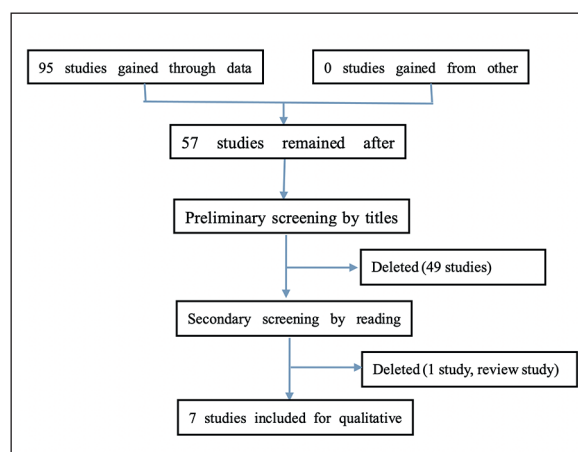 95 studies gained through data
0 studies gained from other
57 studies remained after
Preliminary screening by titles
Deleted (49 studies)
Secondary screening by reading
Deleted (1 study, review study)
7 studies included for qualitative